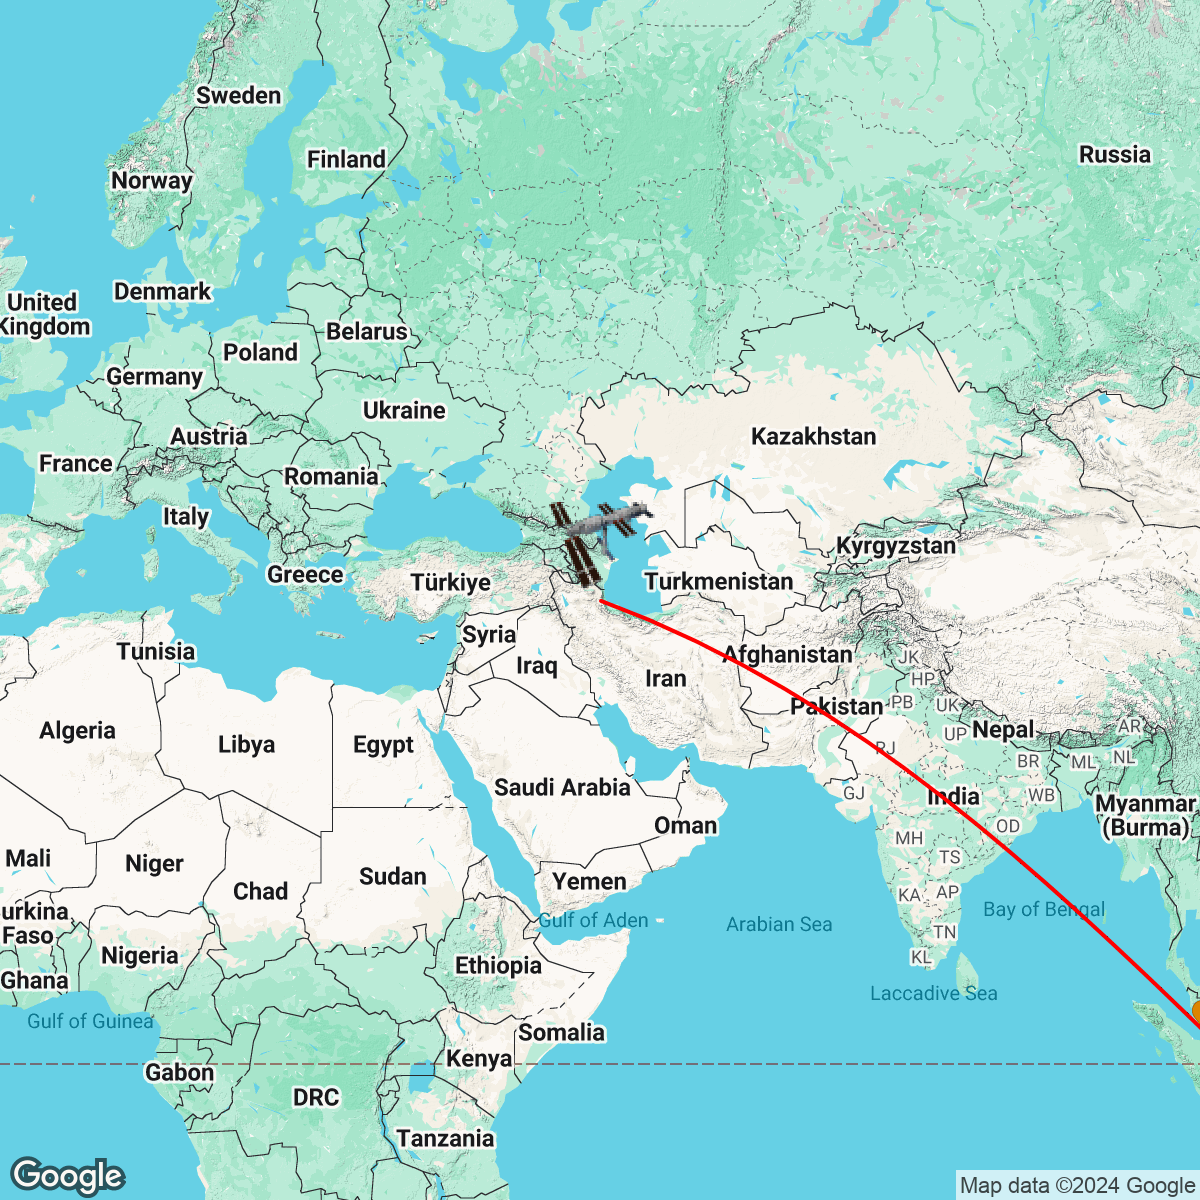 Sweden
Finland
Russia
Norway
Denmark
United
Kingdom
Belarus
Poland
Germany
Ukraine
Austria
Kazakhstan
France
Romania
Italy
Kyrgyzstan
Greece
Türkiye
Turkmenistan
Syria
Tunisia
Afghanistan
JK
Iraq
Iran
HP
Pakistan
PB
UK
Algeria
Libya
Egypt
RJ
UP
Nepal
AR
BR
ML
NL
Saudi Arabia
GJ
India
WB
Myanmar
(Burma)
Oman
OD
MH
Mali
Niger
TS
Chad
Sudan
Yemen
KA
AP
urkina
Faso
Gulf of Aden
Arabian Sea
Bay of Bengal
TN
Nigeria
Ethiopia
KL
Ghana
Laccadive Sea
Gulf of Guinea
Somalia
Kenya
Gabon
DRC
Tanzania
Google
Map data ©2024 Google